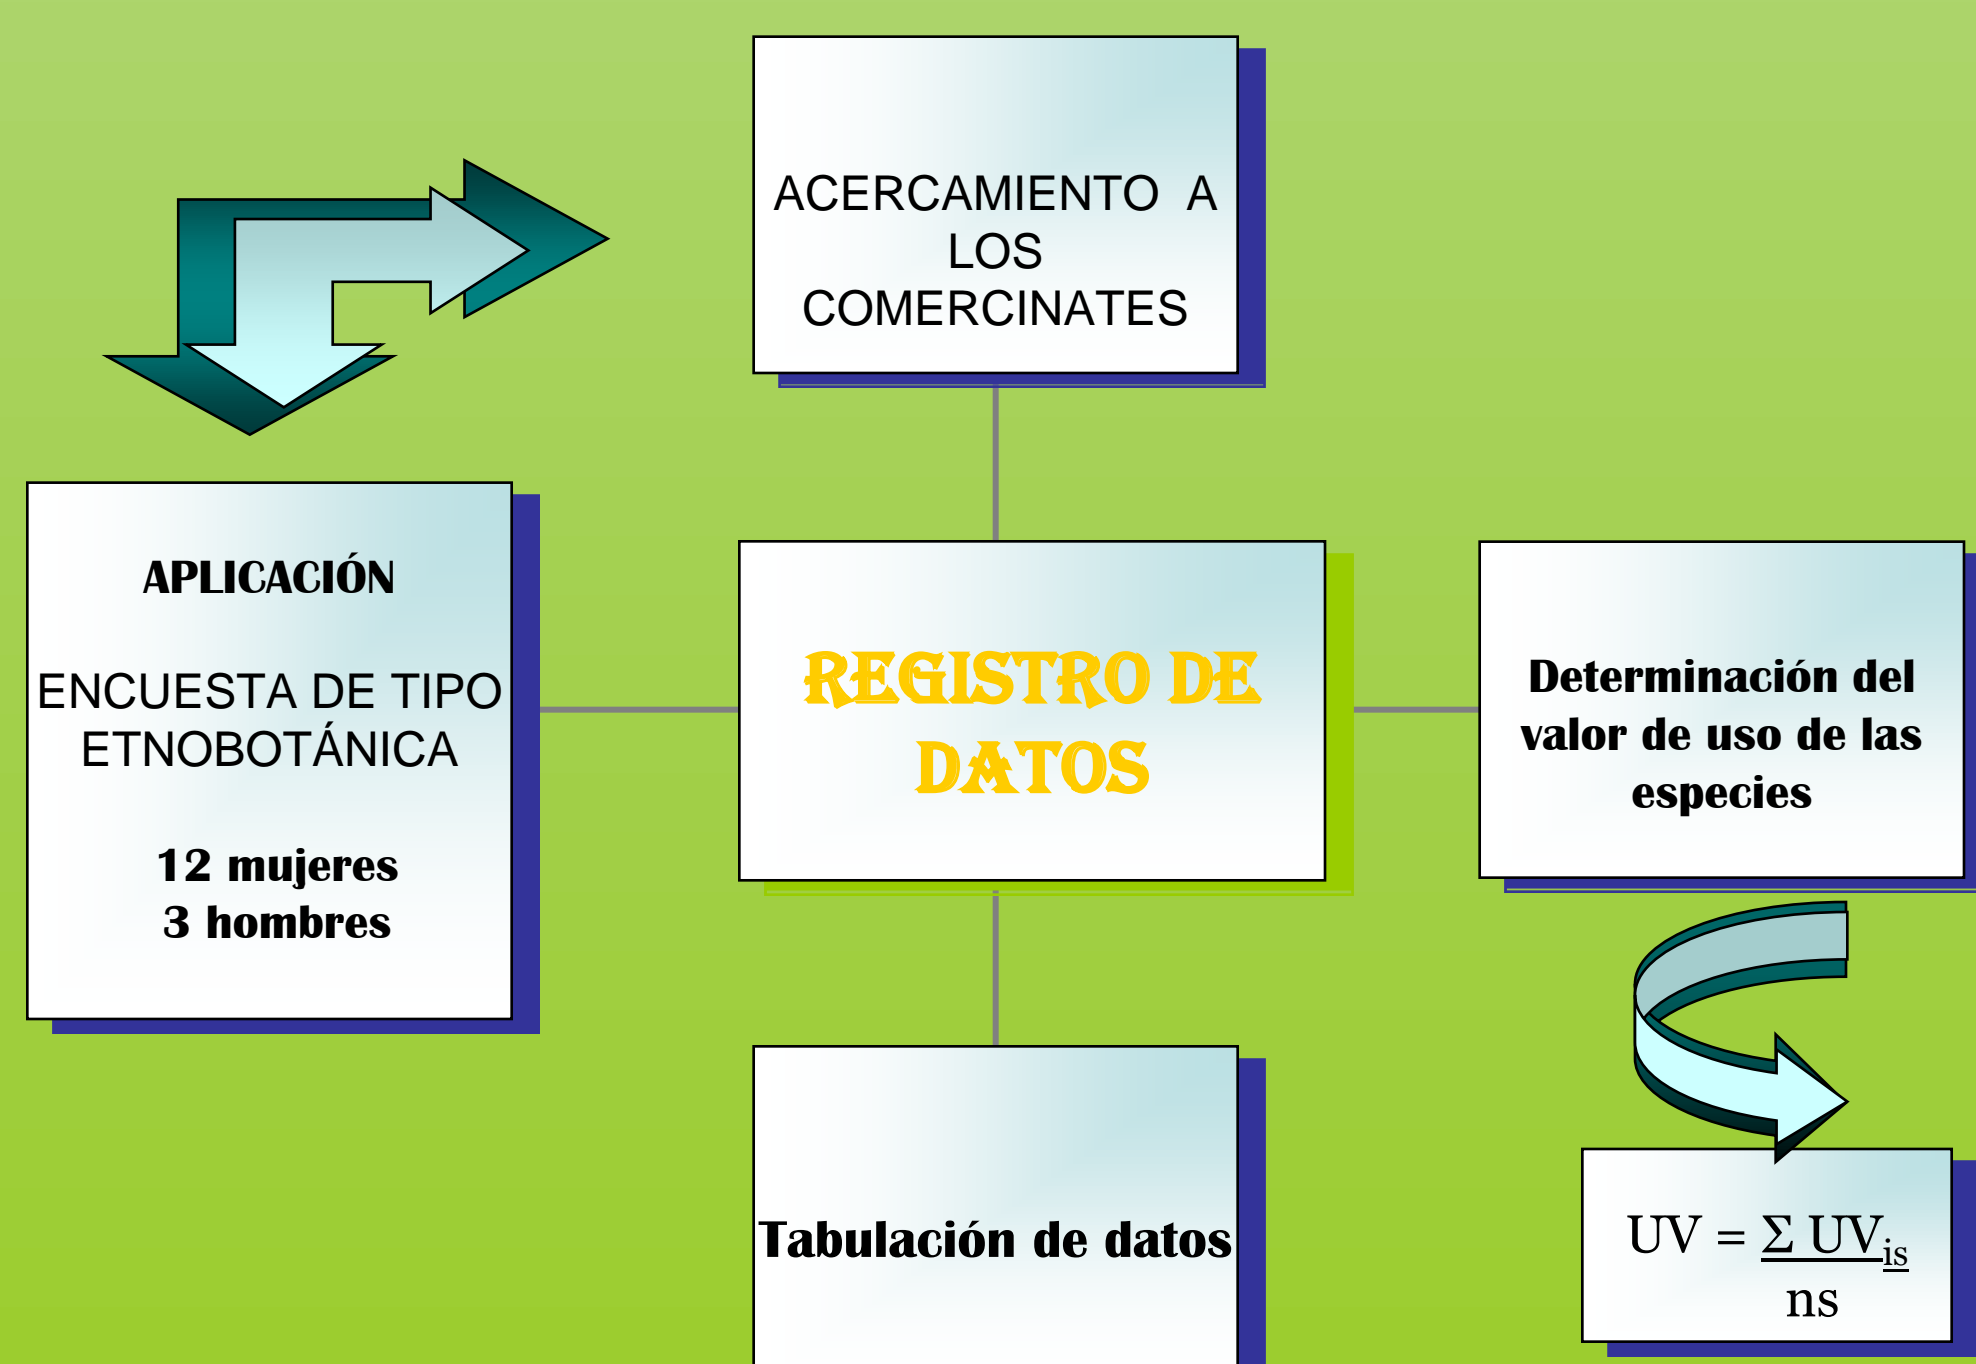 ACERCAMIENTO A
LOS
COMERCINATES
APLICACIÓN
ENCUESTA DE TIPO
ETNOBOTÁNICA
12 mujeres
3 hombres
REGISTRO DE
DATOS
Determinación del
valor de uso de las
especies
Tabulación de datos
UV = Σ UVis
ns